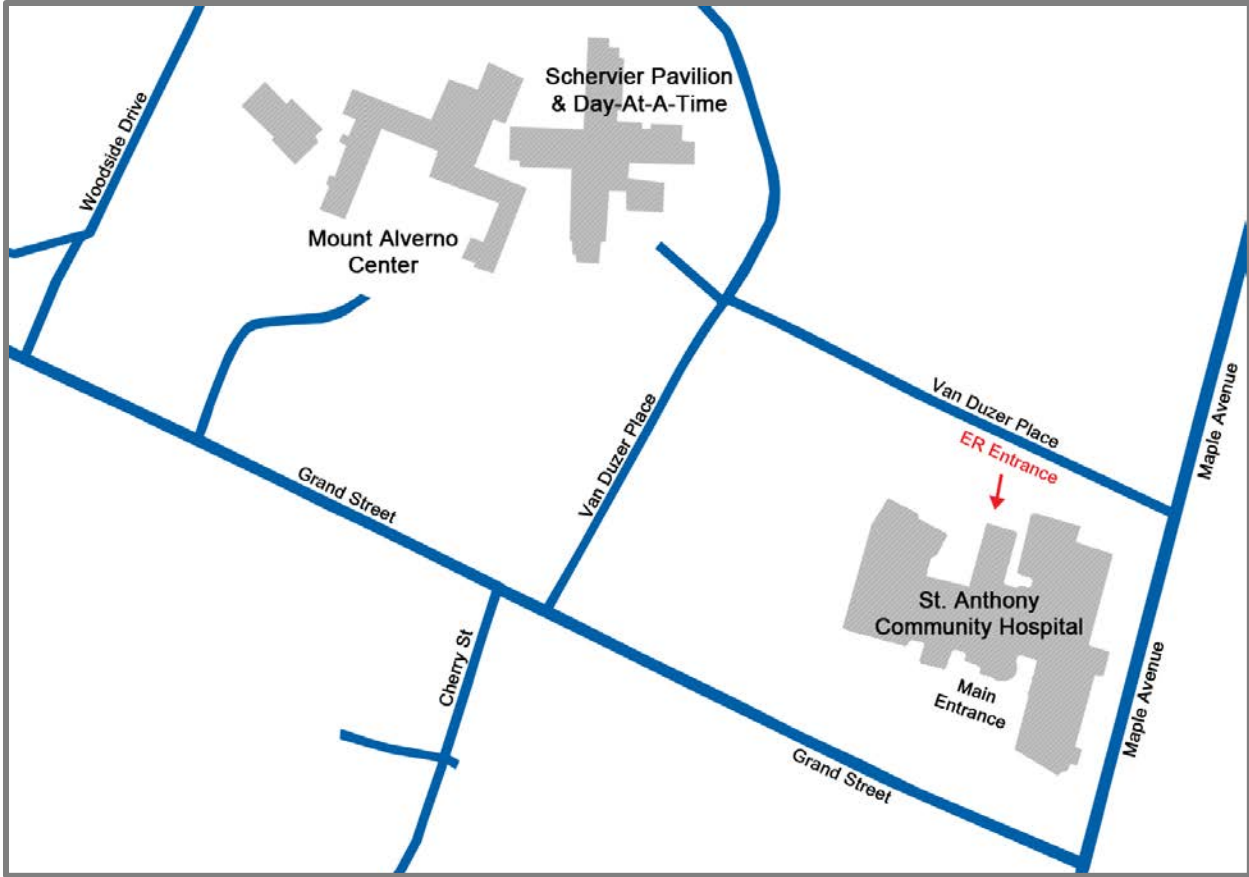 Schervier Pavilion
& Day-At-A-Time
Woodside Drive
Mount Alverno
Center
Van Duzer Place
Maple Avenue
ER Entrance
Van Duzer Place
Grand Street
St. Anthony
Community Hospital
Cherry St
Main
Entrance
Maple Avenue
Grand Street